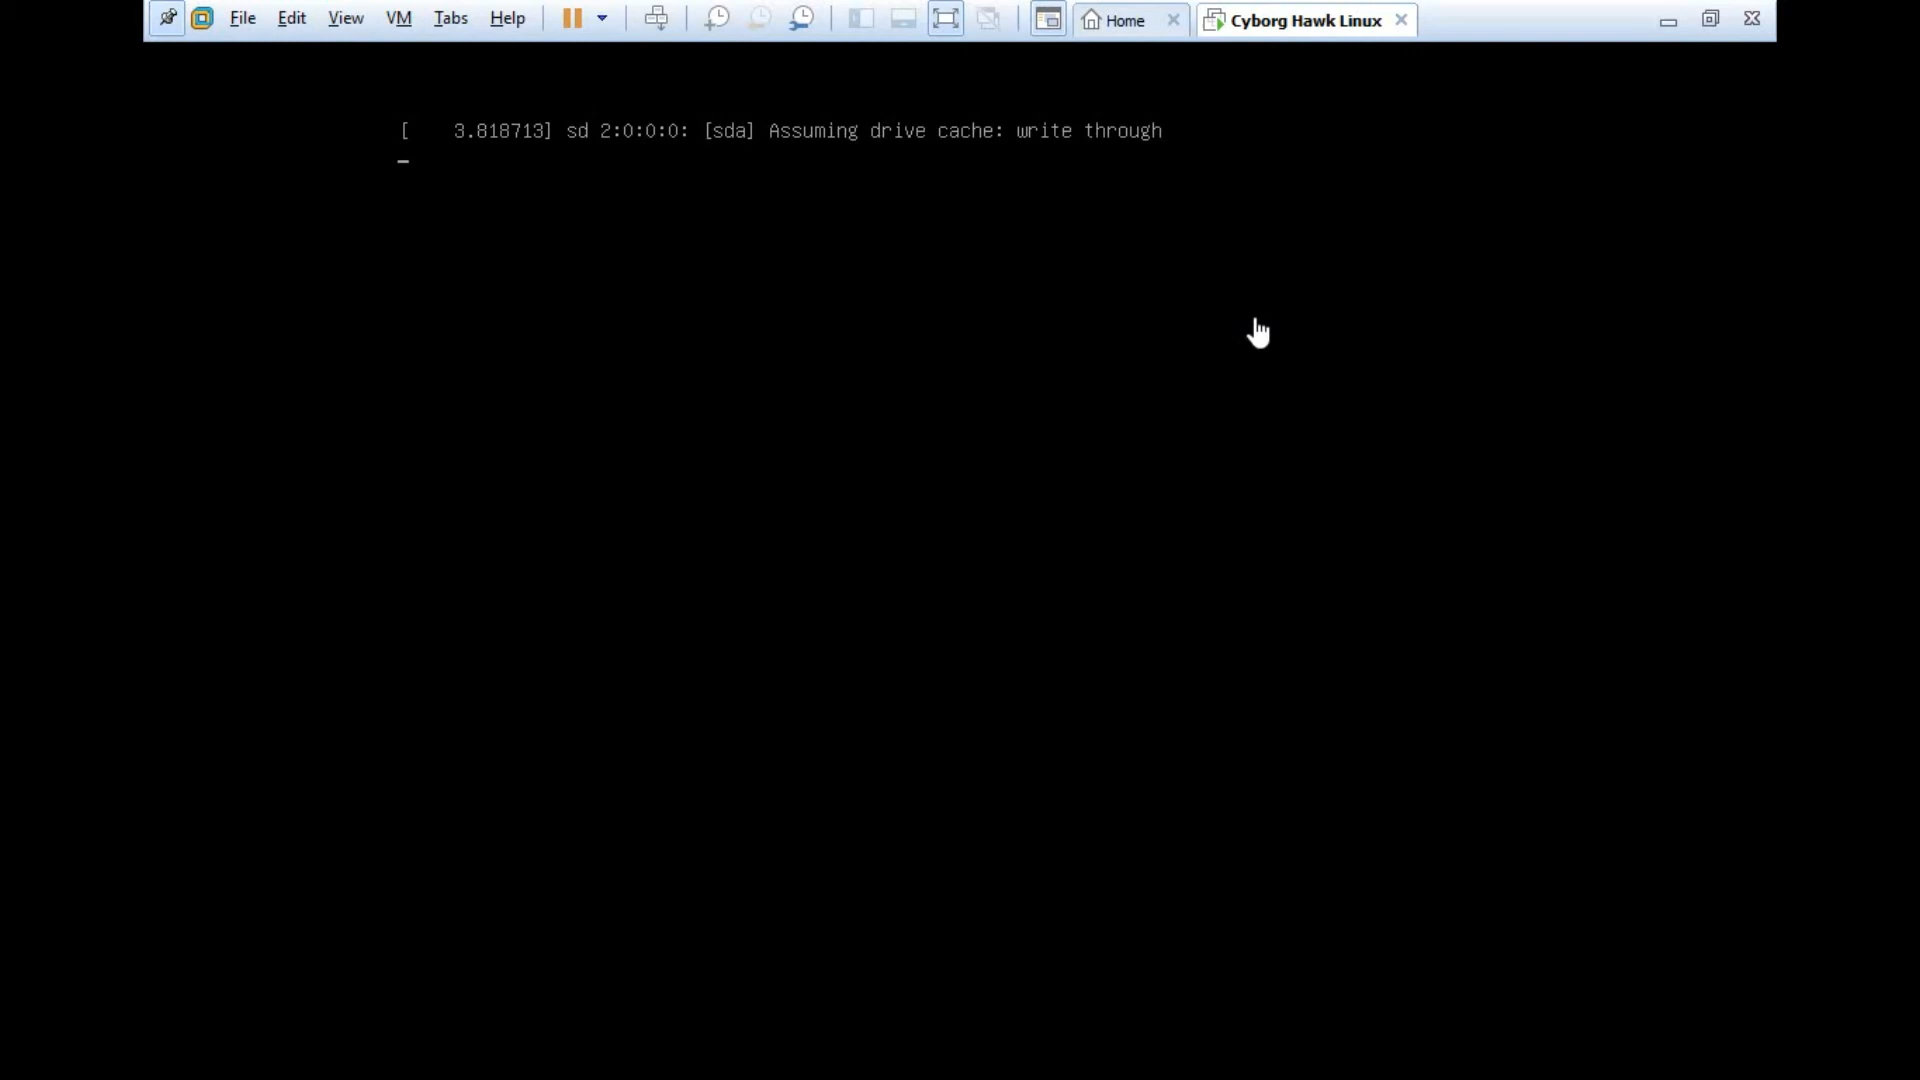 File Edit View VM Tabs Help Home Cyborg Hawk Linux
[    3.818713] sd 2:0:0:0: [sda] Assuming drive cache: write through
_